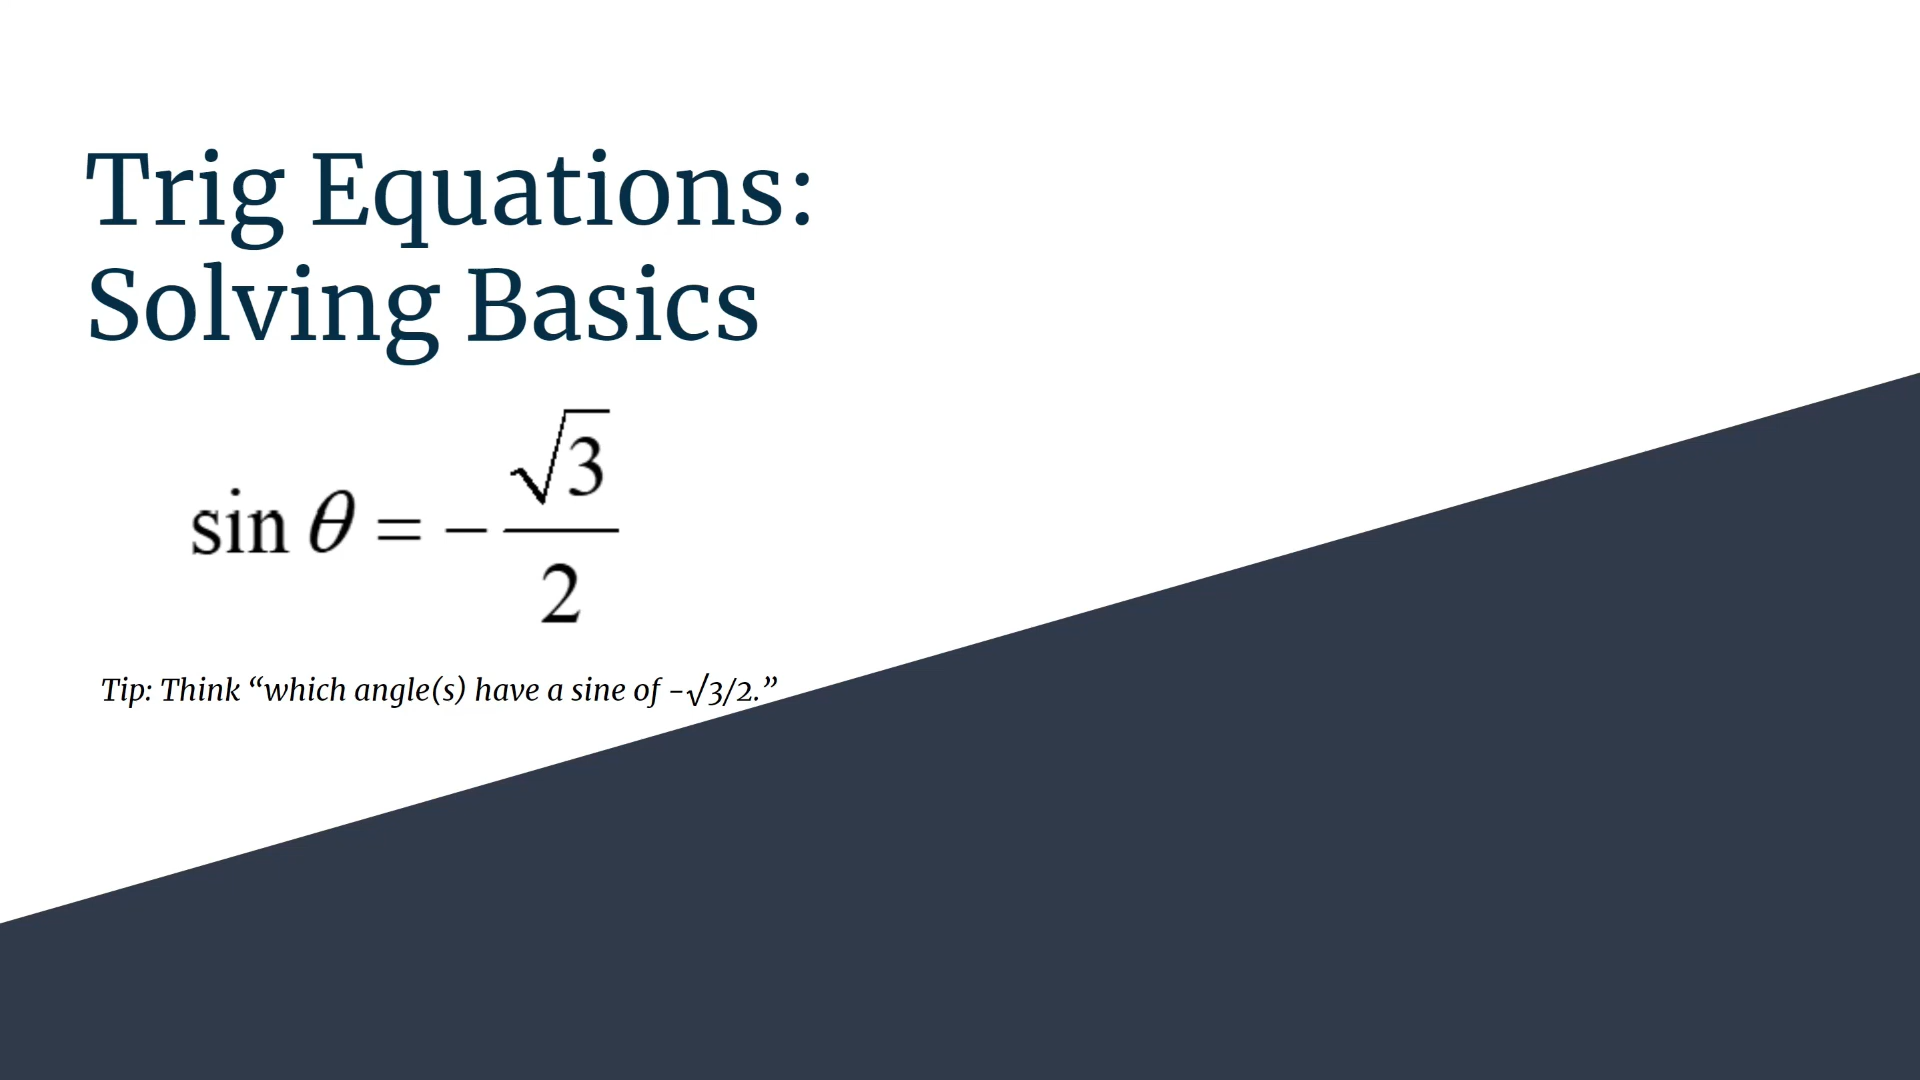 Trig Equations:
Solving Basics
sin θ = -√3/2
Tip: Think “which angle(s) have a sine of -√3/2.”